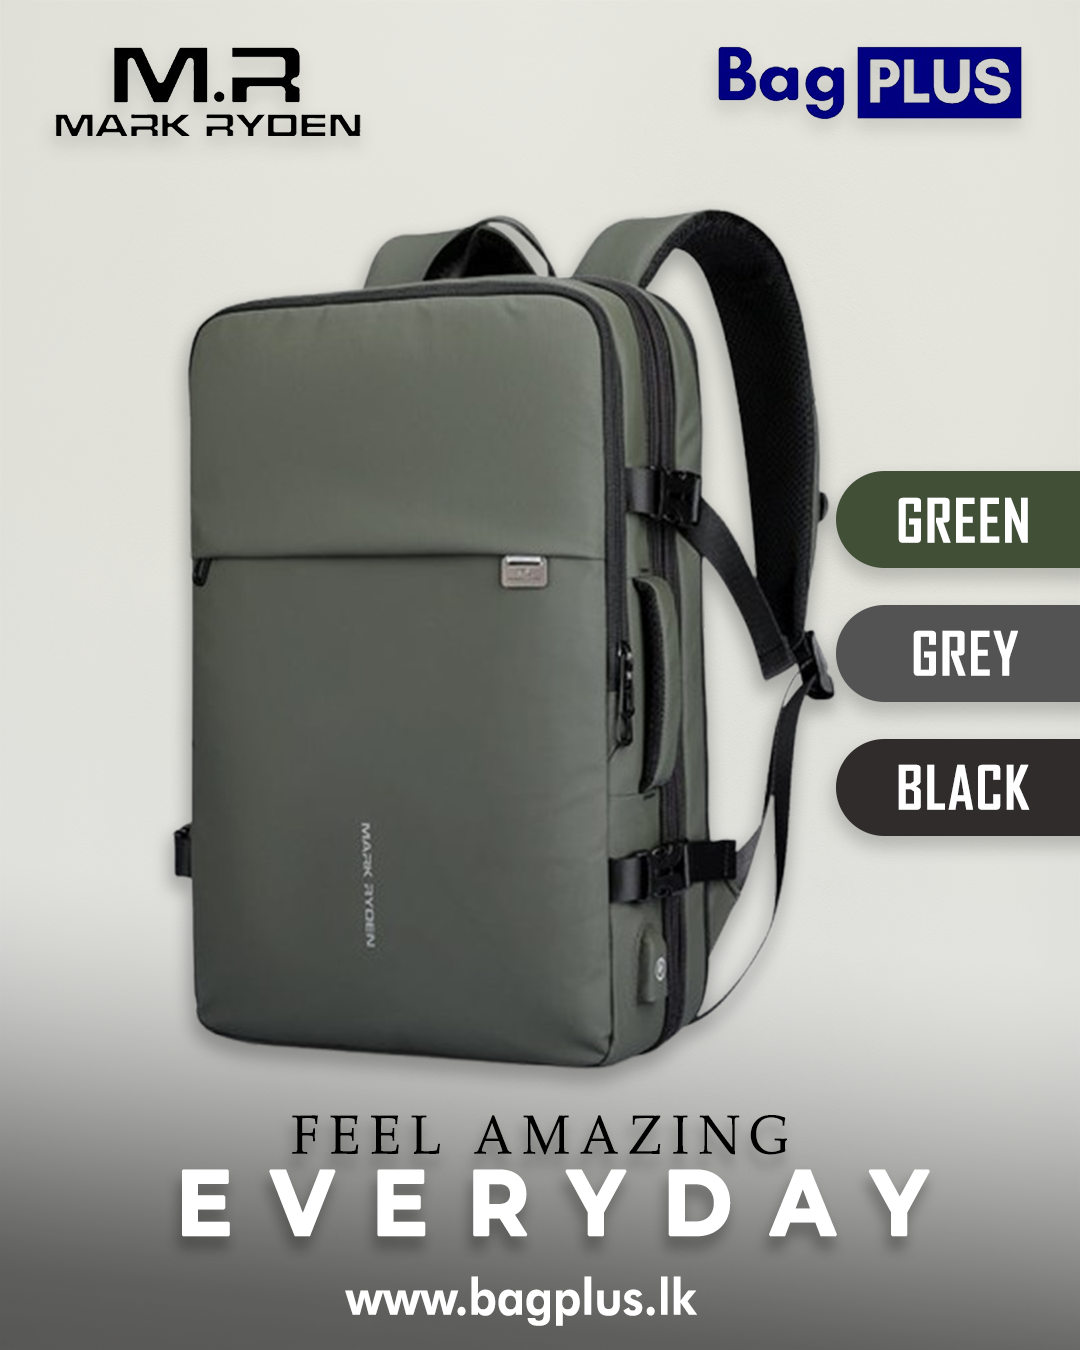 M.R
MARK RYDEN
Bag PLUS
GREEN
GREY
BLACK
MARK RYDEN
FEEL AMAZING
EVERYDAY
www.bagplus.lk